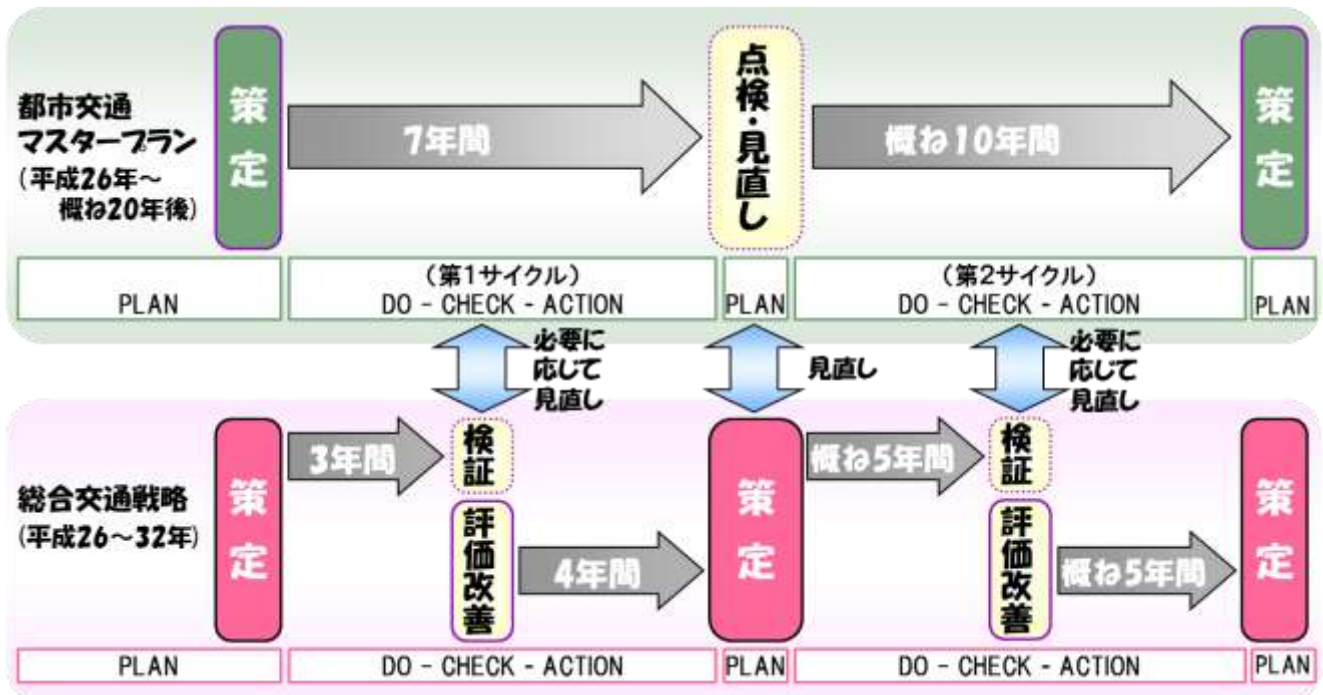 都市交通
マスタープラン
(平成26年～
概ね20年後)
策定
7年間
点検・見直し
概ね10年間
策定
PLAN
(第1サイクル)
DO - CHECK - ACTION
PLAN
(第2サイクル)
DO - CHECK - ACTION
PLAN
必要に
応じて
見直し
見直し
必要に
応じて
見直し
総合交通戦略
(平成26～32年)
策定
3年間
検証
評価改善
4年間
策定
概ね5年間
検証
評価改善
概ね5年間
策定
PLAN
DO - CHECK - ACTION
PLAN
DO - CHECK - ACTION
PLAN